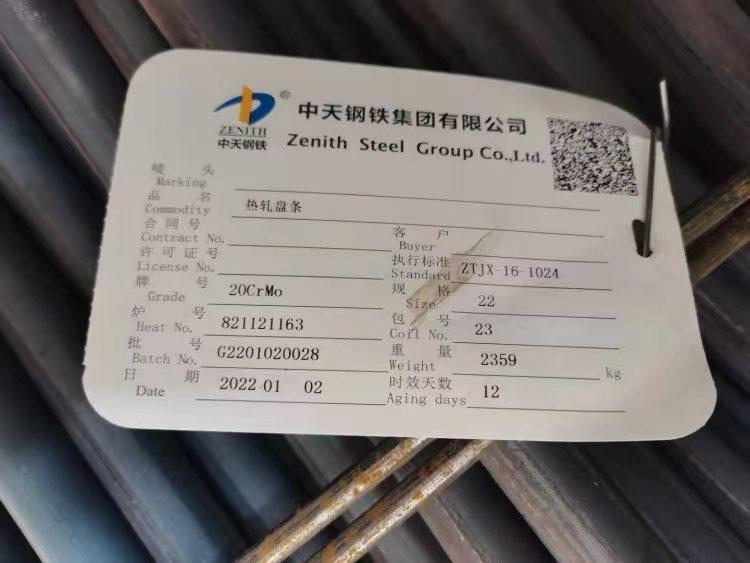 中天钢铁集团有限公司
ZENITH
中天钢铁
®
Zenith Steel Group Co.,Ltd.
唛 头
Marking
品 名
Commodity 热轧盘条
合同号
Contract No.
客 户
Buyer
许可证号
License No.
执行标准
Standard ZTJX-16-1024
牌 号
Grade 20CrMo
规 格
Size 22
炉 号
Heat No. 821121163
包 号
Coil No. 23
批 号
Batch No. G2201020028
重 量
Weight 2359 kg
日 期
Date 2022 01 02
时效天数
Aging days 12